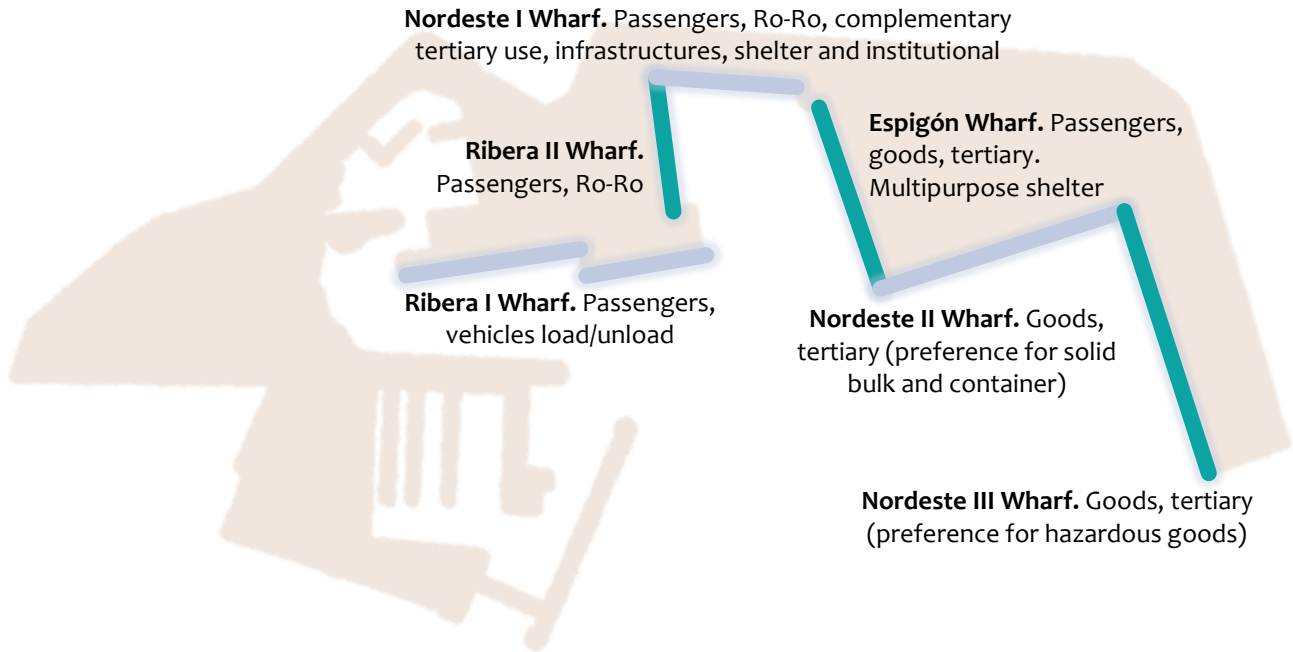 Nordeste I Wharf. Passengers, Ro-Ro, complementary
tertiary use, infrastructures, shelter and institutional
Ribera II Wharf.
Passengers, Ro-Ro
Espigón Wharf. Passengers,
goods, tertiary.
Multipurpose shelter
Ribera I Wharf. Passengers,
vehicles load/unload
Nordeste II Wharf. Goods,
tertiary (preference for solid
bulk and container)
Nordeste III Wharf. Goods, tertiary
(preference for hazardous goods)